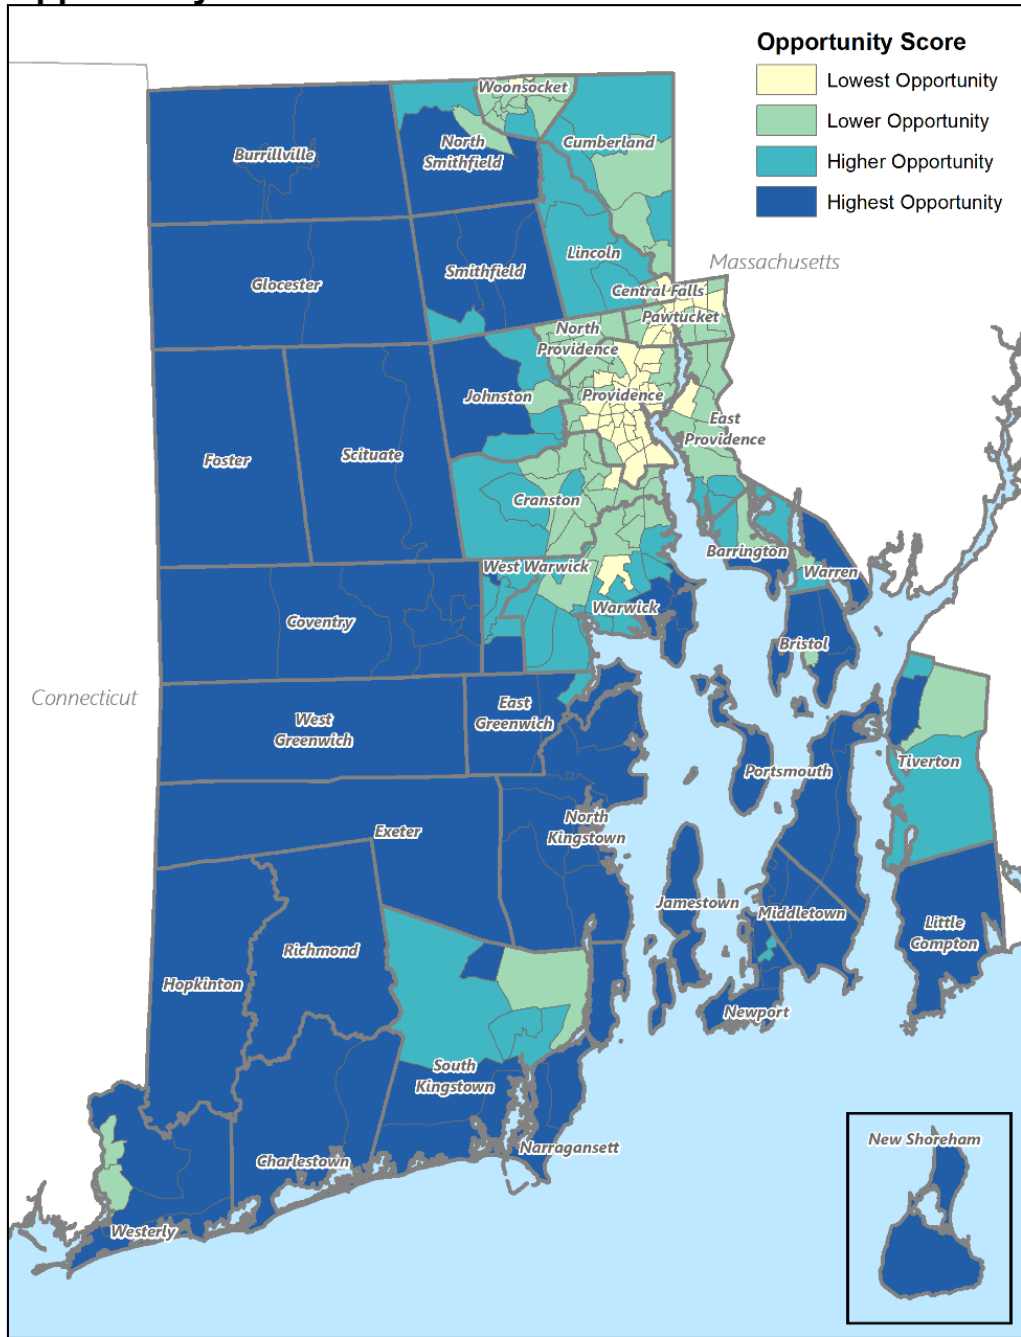 Opportunity Score
Lowest Opportunity
Lower Opportunity
Higher Opportunity
Highest Opportunity
Woonsocket
Burrillville
North
Smithfield
Cumberland
Massachusetts
Glocester
Smithfield
Lincoln
Central Falls
Pawtucket
North
Providence
Johnston
Providence
East
Providence
Foster
Scituate
Cranston
Barrington
West Warwick
Warren
Warwick
Coventry
Bristol
Connecticut
West
Greenwich
East
Greenwich
Portsmouth
Tiverton
Exeter
North
Kingstown
Jamestown
Middletown
Little
Compton
Richmond
Hopkinton
Newport
South
Kingstown
Narragansett
Charlestown
Westerly
New Shoreham